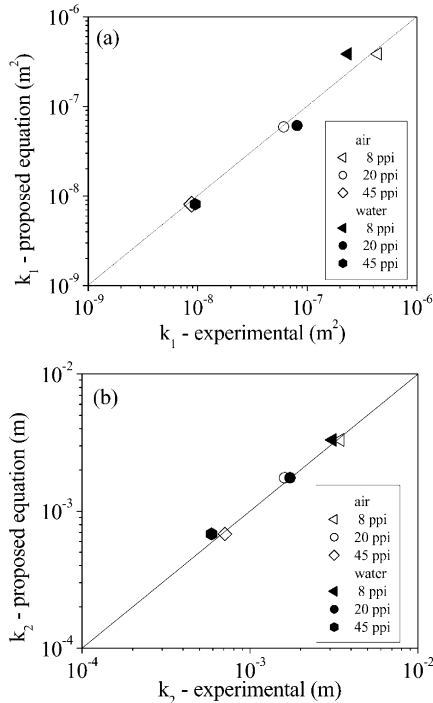 (a)
10⁻⁶
10⁻⁷
10⁻⁸
10⁻⁹
k₁ - proposed equation (m²)
air
8 ppi
20 ppi
45 ppi
water
8 ppi
20 ppi
45 ppi
10⁻⁹ 10⁻⁸ 10⁻⁷ 10⁻⁶
k₁ - experimental (m²)
(b)
10⁻²
10⁻³
10⁻⁴
k₂ - proposed equation (m)
air
8 ppi
20 ppi
45 ppi
water
8 ppi
20 ppi
45 ppi
10⁻⁴ 10⁻³ 10⁻²
k₂ - experimental (m)